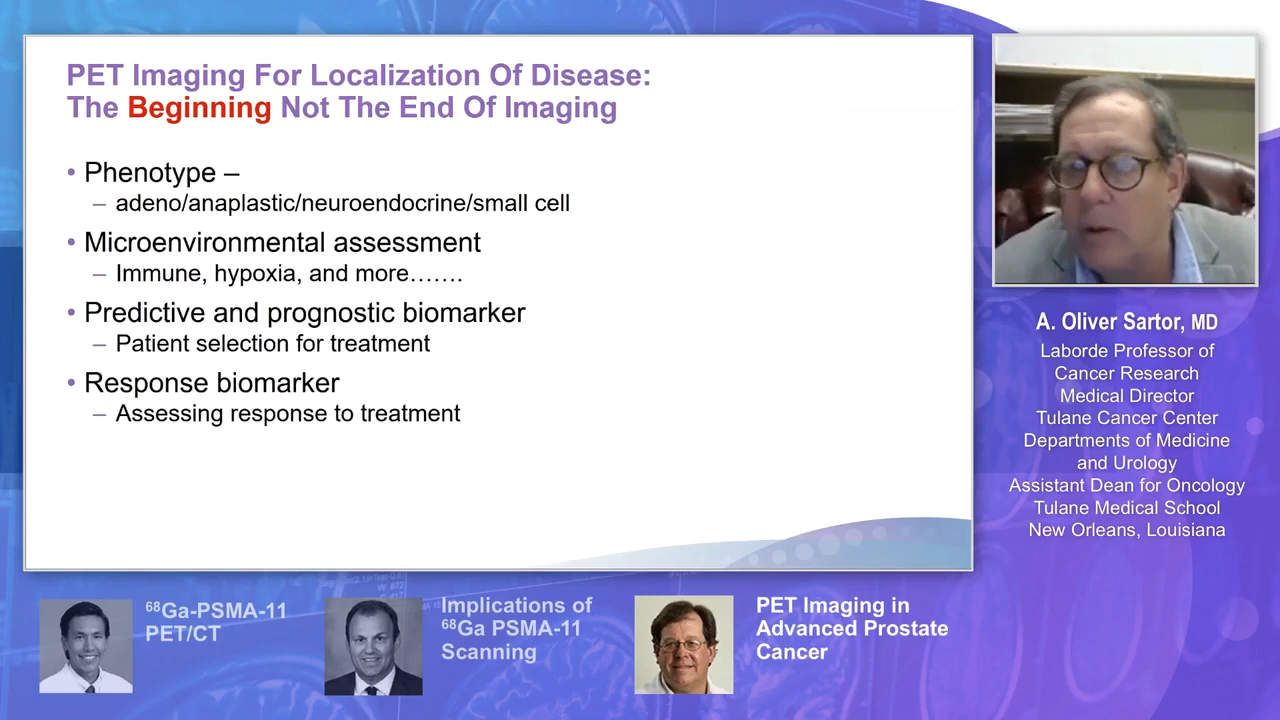 PET Imaging For Localization Of Disease:
The Beginning Not The End Of Imaging
• Phenotype –
– adeno/anaplastic/neuroendocrine/small cell
• Microenvironmental assessment
– Immune, hypoxia, and more…….
• Predictive and prognostic biomarker
– Patient selection for treatment
• Response biomarker
– Assessing response to treatment
A. Oliver Sartor, MD
Laborde Professor of
Cancer Research
Medical Director
Tulane Cancer Center
Departments of Medicine
and Urology
Assistant Dean for Oncology
Tulane Medical School
New Orleans, Louisiana
⁶⁸Ga-PSMA-11
PET/CT
Implications of
⁶⁸Ga PSMA-11
Scanning
PET Imaging in
Advanced Prostate
Cancer